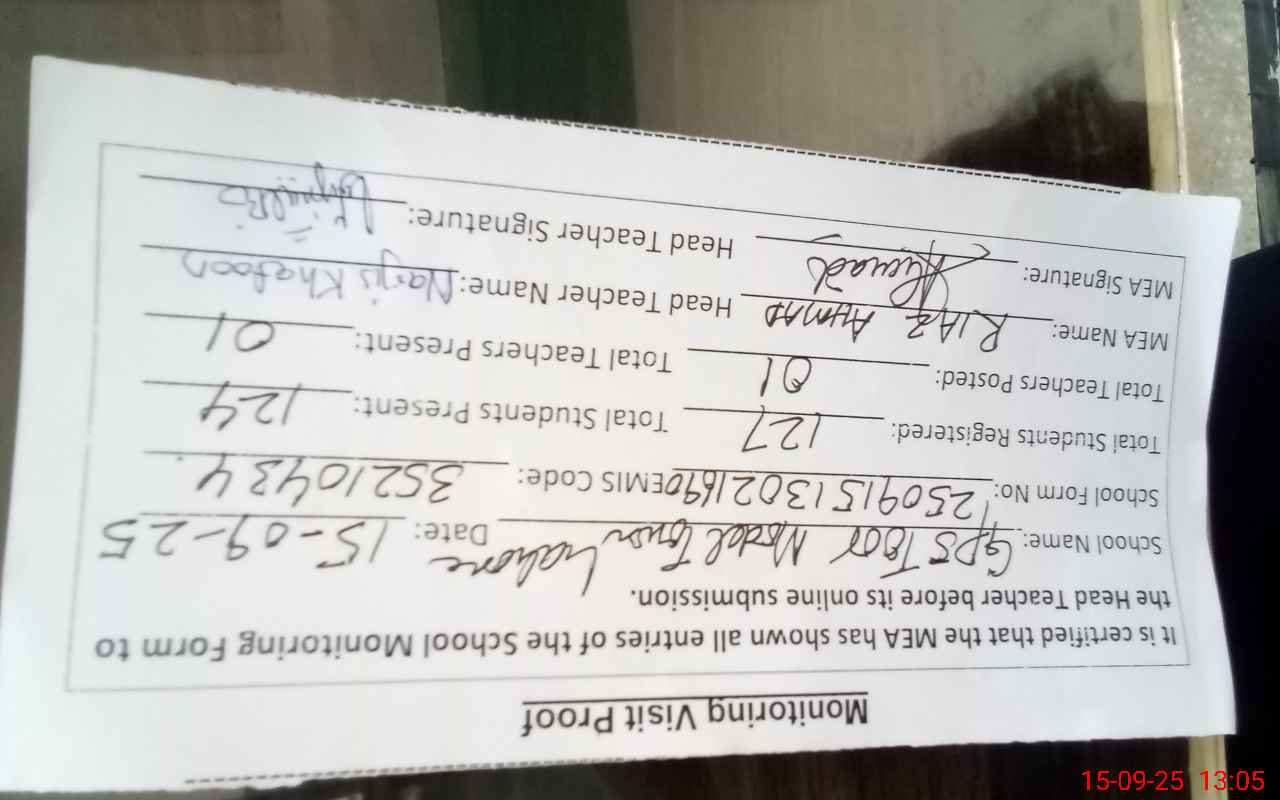 Monitoring Visit Proof
It is certified that the MEA has shown all entries of the School Monitoring Form to
the Head Teacher before its online submission.
School Name: GPS Toor Model Town Lahore Date: 15-09-25
School Form No: 2509151302169 EMIS Code: 35210434
Total Students Registered: 127 Total Students Present: 124
Total Teachers Posted: 01 Total Teachers Present: 01
MEA Name: RIAZ AHMAD Head Teacher Name: Narjis Khatoon
MEA Signature: Ahmad Head Teacher Signature:
15-09-25 13:05